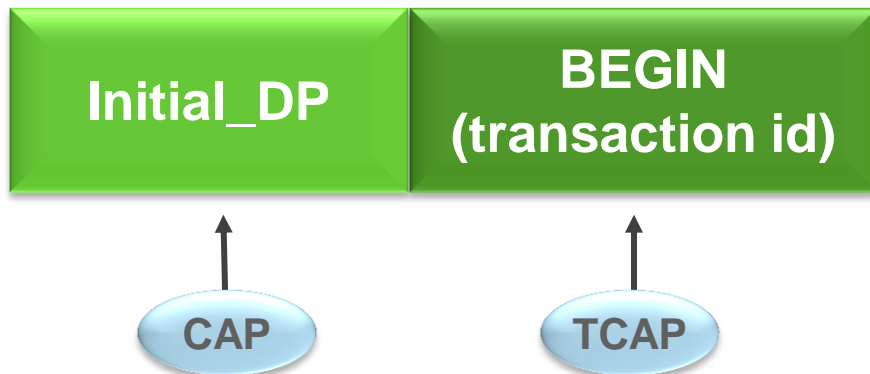 Initial_DP
BEGIN
(transaction id)
CAP
TCAP